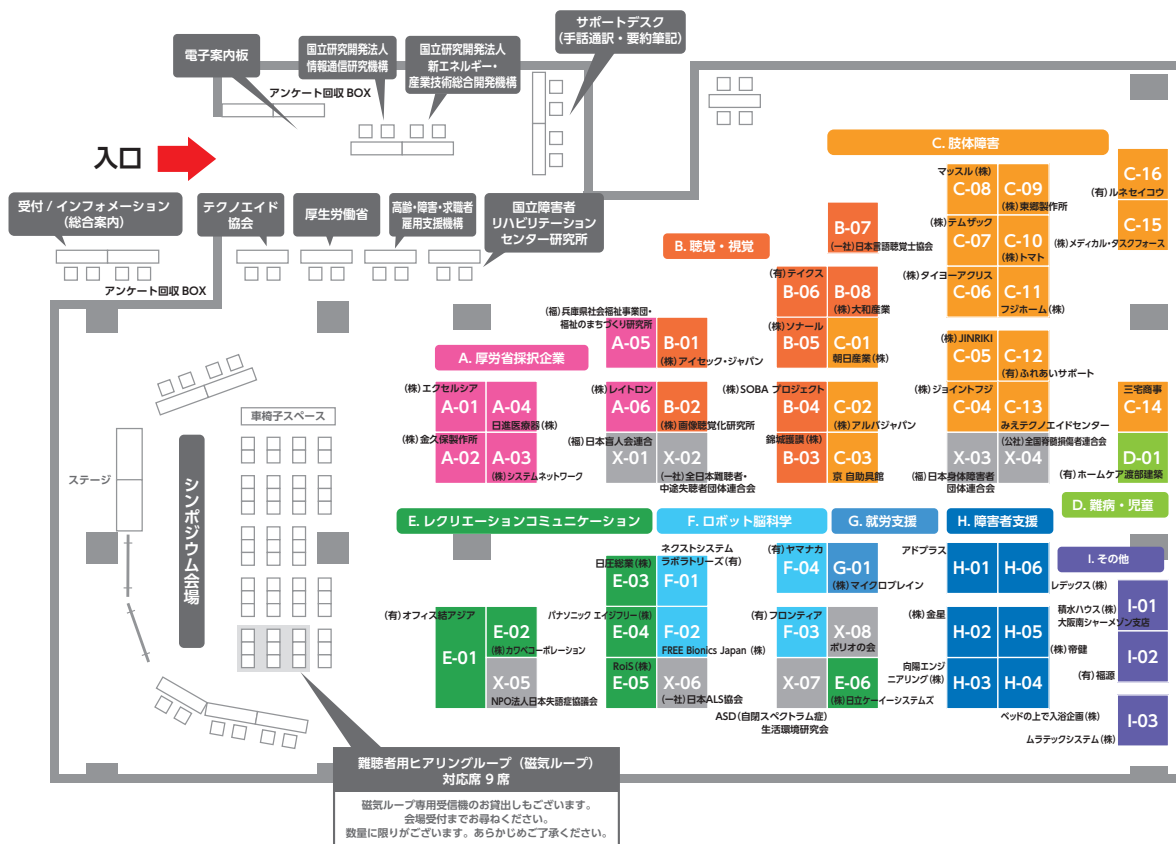 サポートデスク
(手話通訳・要約筆記)
電子案内板
国立研究開発法人
情報通信研究機構
国立研究開発法人
新エネルギー・
産業技術総合開発機構
アンケート回収 BOX
入口
受付 / インフォメーション
(総合案内)
テクノエイド
協会
厚生労働省
高齢・障害・求職者
雇用支援機構
国立障害者
リハビリテーション
センター研究所
アンケート回収 BOX
C. 肢体障害
マッスル(株)
C-08
C-09
(株)東郷製作所
C-16
(有)ルネセイコウ
C-15
(株)メディカル・タスクフォース
B-07
(一社)日本言語聴覚士協会
(株)テムザック
C-07
C-10
(株)トマト
B. 聴覚・視覚
(有)テイクス
B-06
B-08
(株)大和産業
(株)タイヨーアクリス
C-06
C-11
フジホーム(株)
(福)兵庫県社会福祉事業団・
福祉のまちづくり研究所
A-05
B-01
(株)アイセック・ジャパン
(株)ソナール
B-05
C-01
朝日産業(株)
(株)JINRIKI
C-05
C-12
(有)ふれあいサポート
A. 厚労省採択企業
(株)エクセルシア
A-01
A-04
日進医療器(株)
(株)レイトロン
A-06
B-02
(株)画像聴覚化研究所
(株)SOBA プロジェクト
B-04
C-02
(株)アルバジャパン
(株)ジョイントフジ
C-04
C-13
みえテクノエイドセンター
三宅商事
C-14
(株)金久保製作所
A-02
A-03
(株)システムネットワーク
(福)日本盲人会連合
X-01
X-02
(一社)全日本難聴者・
中途失聴者団体連合会
錦城護謨(株)
B-03
C-03
京 自助具館
(公社)全国脊髄損傷者連合会
X-03
X-04
(福)日本身体障害者
団体連合会
D-01
(有)ホームケア渡部建築
D. 難病・児童
車椅子スペース
ステージ
シンポジウム会場
E. レクリエーションコミュニケーション
F. ロボット脳科学
G. 就労支援
H. 障害者支援
I. その他
日圧総業(株)
E-03
ネクストシステム
ラボラトリーズ(有)
F-01
(有)ヤマナカ
F-04
G-01
(株)マイクロブレイン
アドプラス
H-01
H-06
レデックス(株)
(有)オフィス結アジア
E-01
E-02
(株)カワベコーポレーション
パナソニック エイジフリー(株)
E-04
F-02
FREE Bionics Japan (株)
(有)フロンティア
F-03
X-08
ポリオの会
(株)金星
H-02
H-05
(株)帝健
I-01
積水ハウス(株)
大阪南シャーメゾン支店
I-02
(有)福源
X-05
NPO法人日本失語症協議会
RoiS(株)
E-05
X-06
(一社)日本ALS協会
X-07
ASD(自閉スペクトラム症)
生活環境研究会
E-06
(株)日立ケーイーシステムズ
向陽エンジ
ニアリング(株)
H-03
H-04
ベッドの上で入浴企画(株)
I-03
ムラテックシステム(株)
難聴者用ヒアリングループ(磁気ループ)
対応席 9 席
磁気ループ専用受信機のお貸出しもございます。
会場受付までお尋ねください。
数量に限りがございます。あらかじめご了承ください。